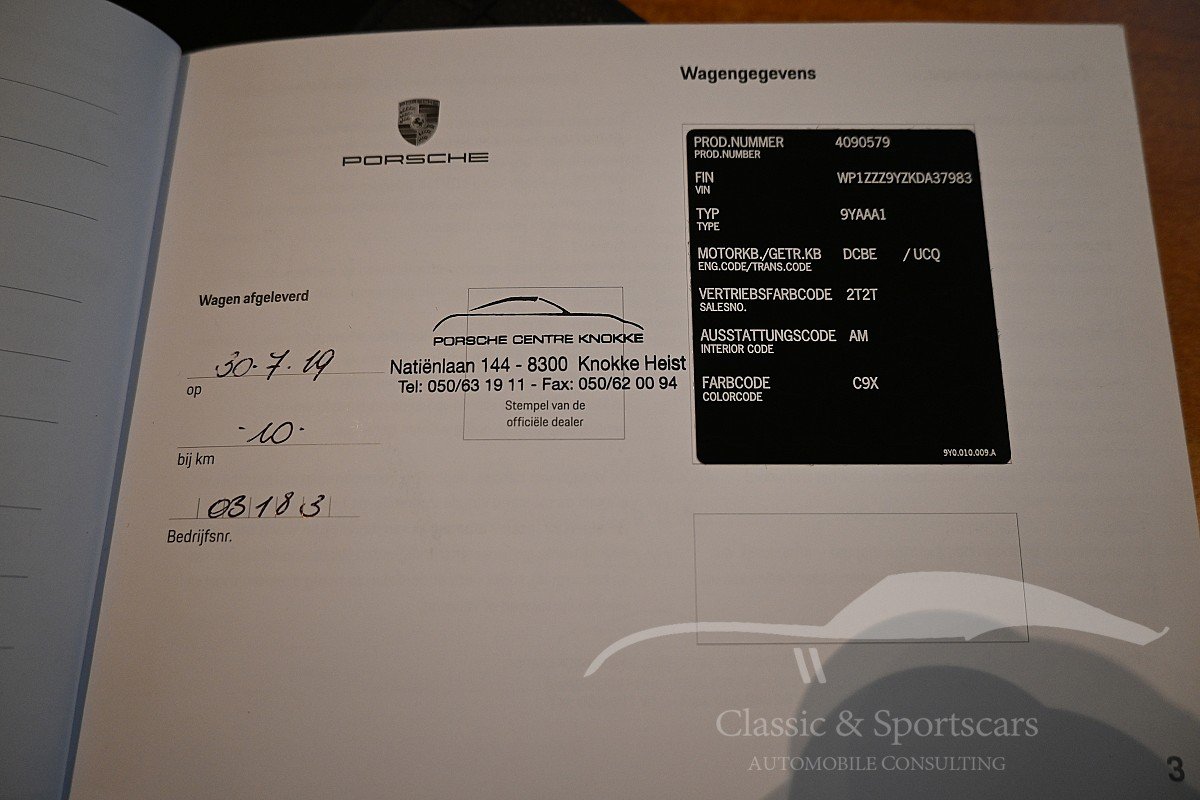 PORSCHE
Wagen afgeleverd
30.7.19
op
-10-
bij km
03183
Bedrijfsnr.
PORSCHE CENTRE KNOKKE
Natiënlaan 144 - 8300 Knokke Heist
Tel: 050/63 19 11 - Fax: 050/62 00 94
Stempel van de
officiële dealer
Wagengegevens
PROD.NUMMER 4090579
PROD.NUMBER
FIN WP1ZZZ9YZKDA37983
VIN
TYP 9YAAA1
TYPE
MOTORKB./GETR.KB DCBE / UCQ
ENG.CODE/TRANS.CODE
VERTRIEBSFARBCODE 2T2T
SALESNO.
AUSSTATTUNGSCODE AM
INTERIOR CODE
FARBCODE C9X
COLORCODE
9Y0.010.009.A
Classic & Sportscars
AUTOMOBILE CONSULTING
3